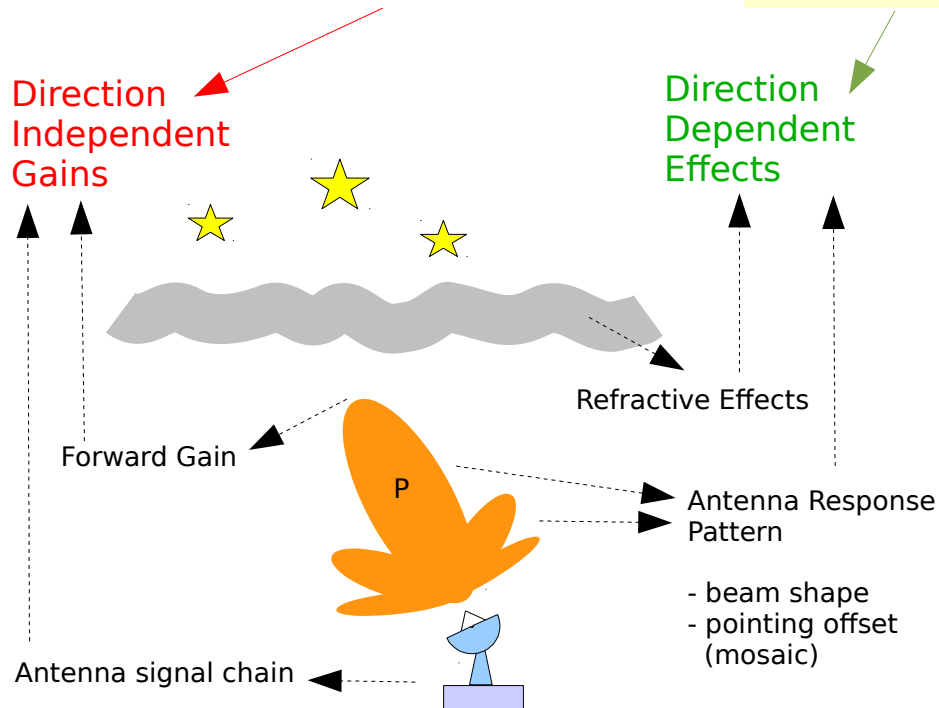 Direction
Independent
Gains
Direction
Dependent
Effects
Refractive Effects
Forward Gain
P
Antenna Response
Pattern
- beam shape
- pointing offset
(mosaic)
Antenna signal chain